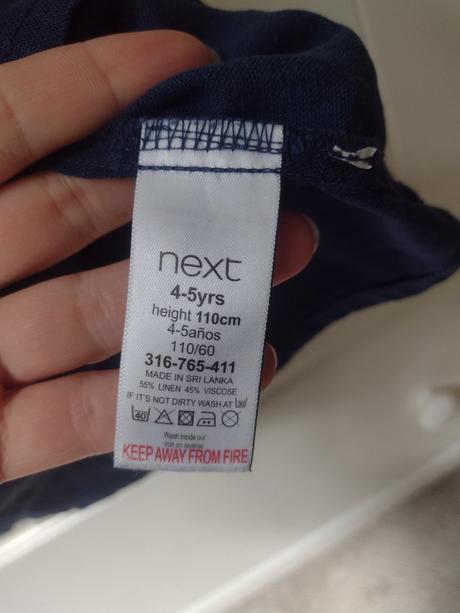 next
4-5yrs
height 110cm
4-5años
110/60
316-765-411
MADE IN SRI LANKA
55% LINEN 45% VISCOSE
IF IT'S NOT DIRTY WASH AT 30
40
Wash inside out
Iron on reverse
KEEP AWAY FROM FIRE